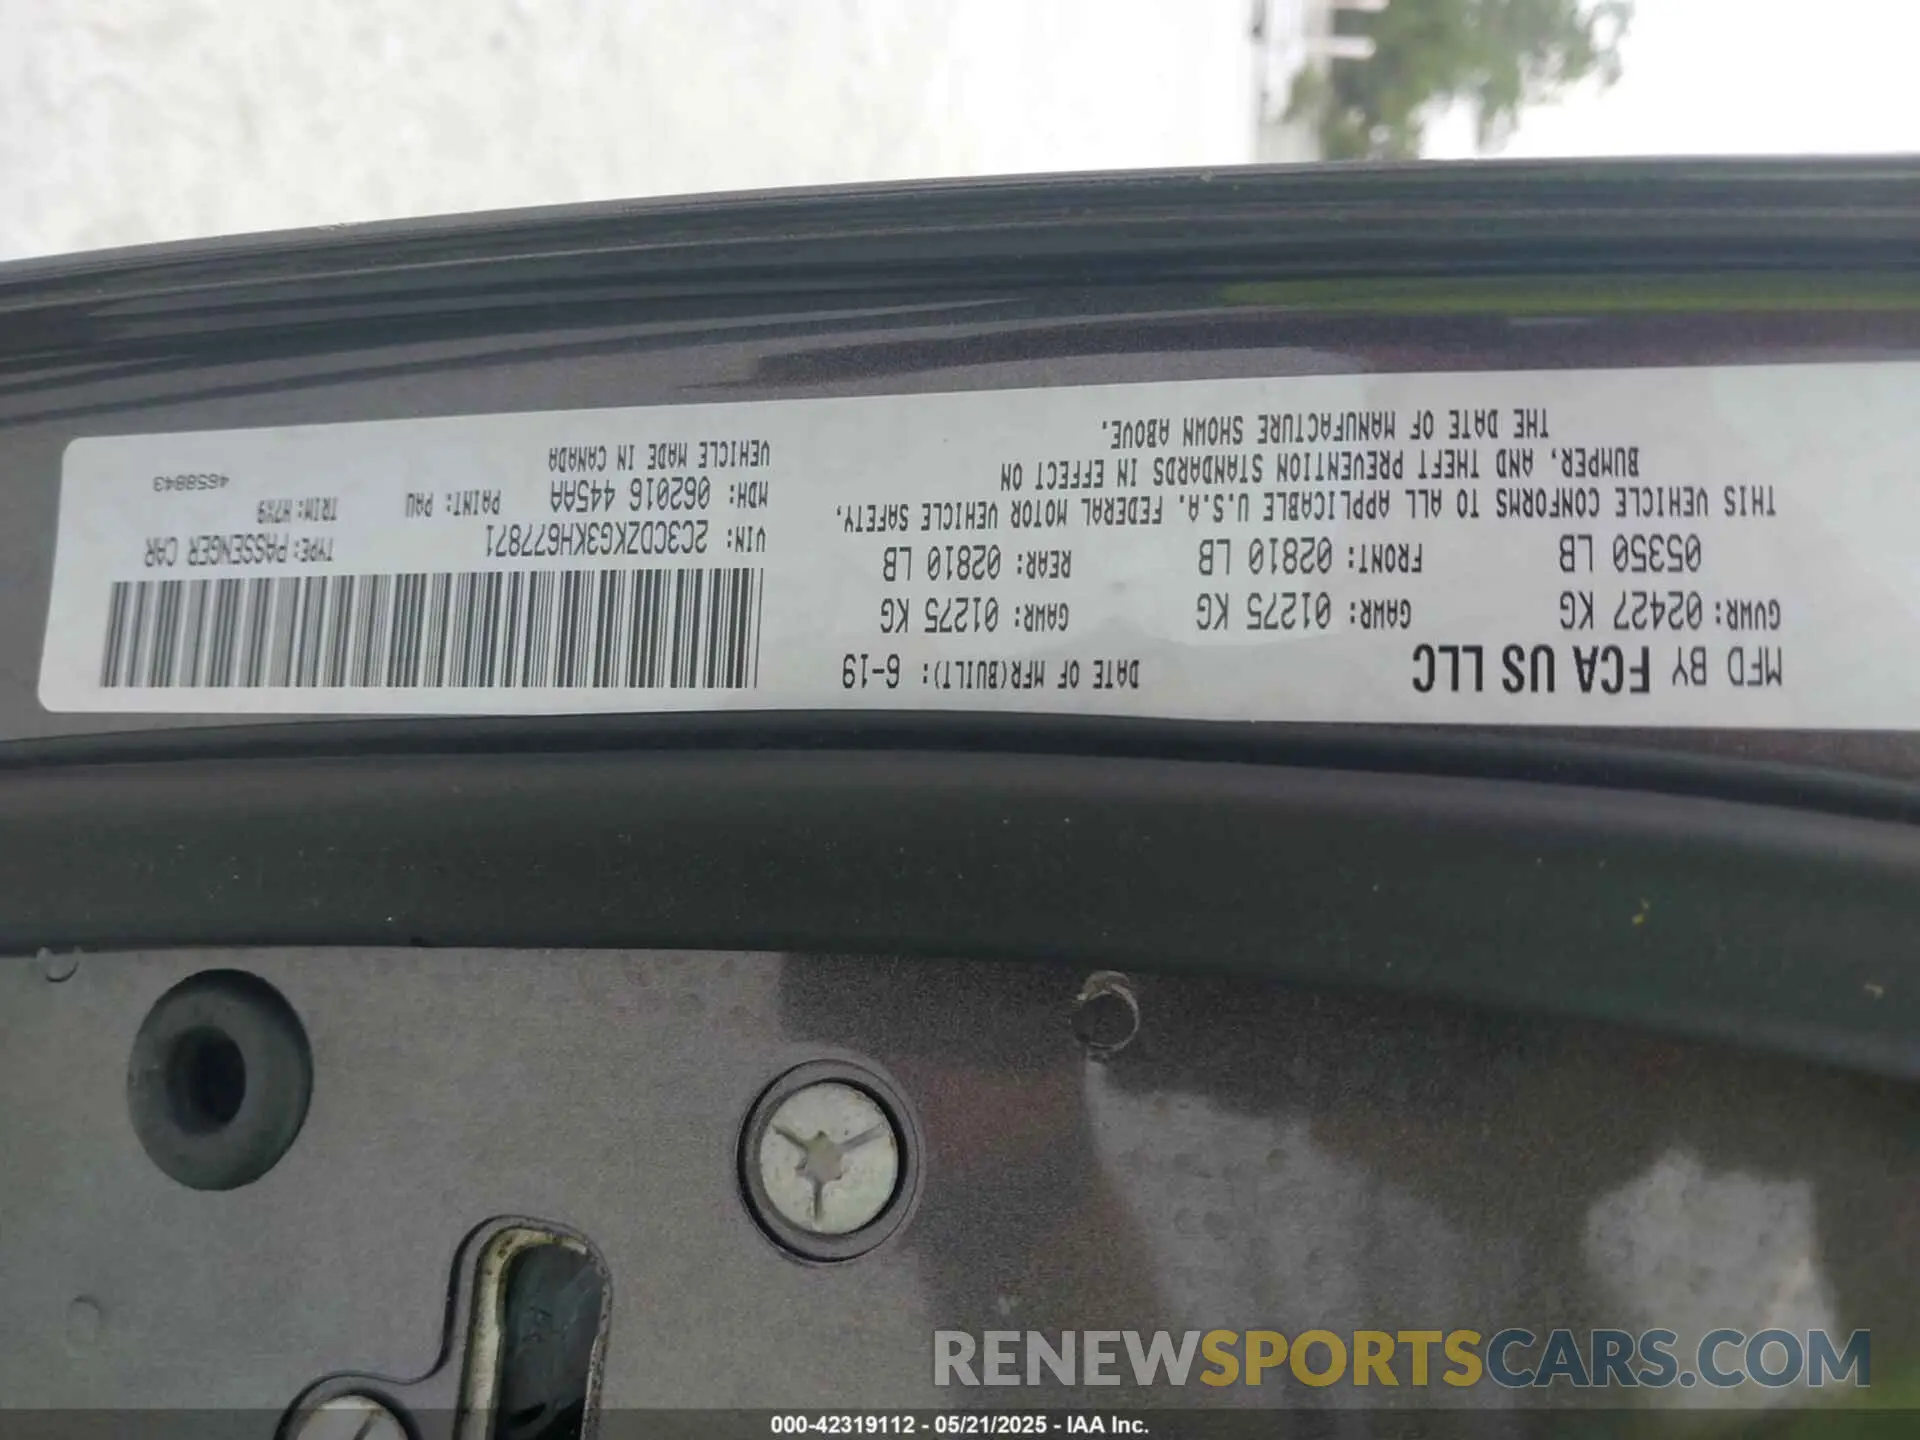 MFD BY FCA US LLC
DATE OF MFR(BUILT): 6-19
GVWR: 02427 KG
GAWR: 01275 KG
GAWR: 01275 KG
05350 LB
FRONT: 02810 LB
REAR: 02810 LB
THIS VEHICLE CONFORMS TO ALL APPLICABLE U.S.A. FEDERAL MOTOR VEHICLE SAFETY,
BUMPER, AND THEFT PREVENTION STANDARDS IN EFFECT ON
THE DATE OF MANUFACTURE SHOWN ABOVE.
VIN: 2C3CDZKG3KH677871
TYPE: PASSENGER CAR
MDH: 062016 445AA
PAINT: PAU
TRIM: H7X9
VEHICLE MADE IN CANADA
4658843
RENEWSPORTSCARS.COM
000-42319112 - 05/21/2025 - IAA Inc.